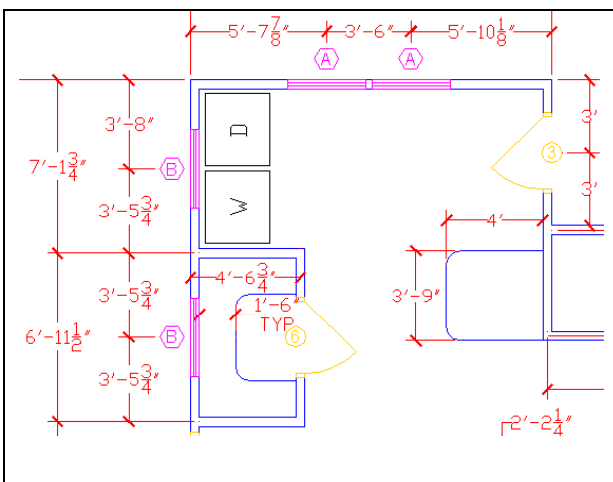 5'-7 7/8" 3'-6" 5'-10 1/8"
A A
3'-8" D 3'
7'-1 3/4" B 3
W 3'
3'-5 3/4" 4'
3'-5 3/4" 4'-6 3/4" 3'-9"
1'-6"
TYP
6'-11 1/2" B 6
3'-5 3/4"
2'-2 1/4"